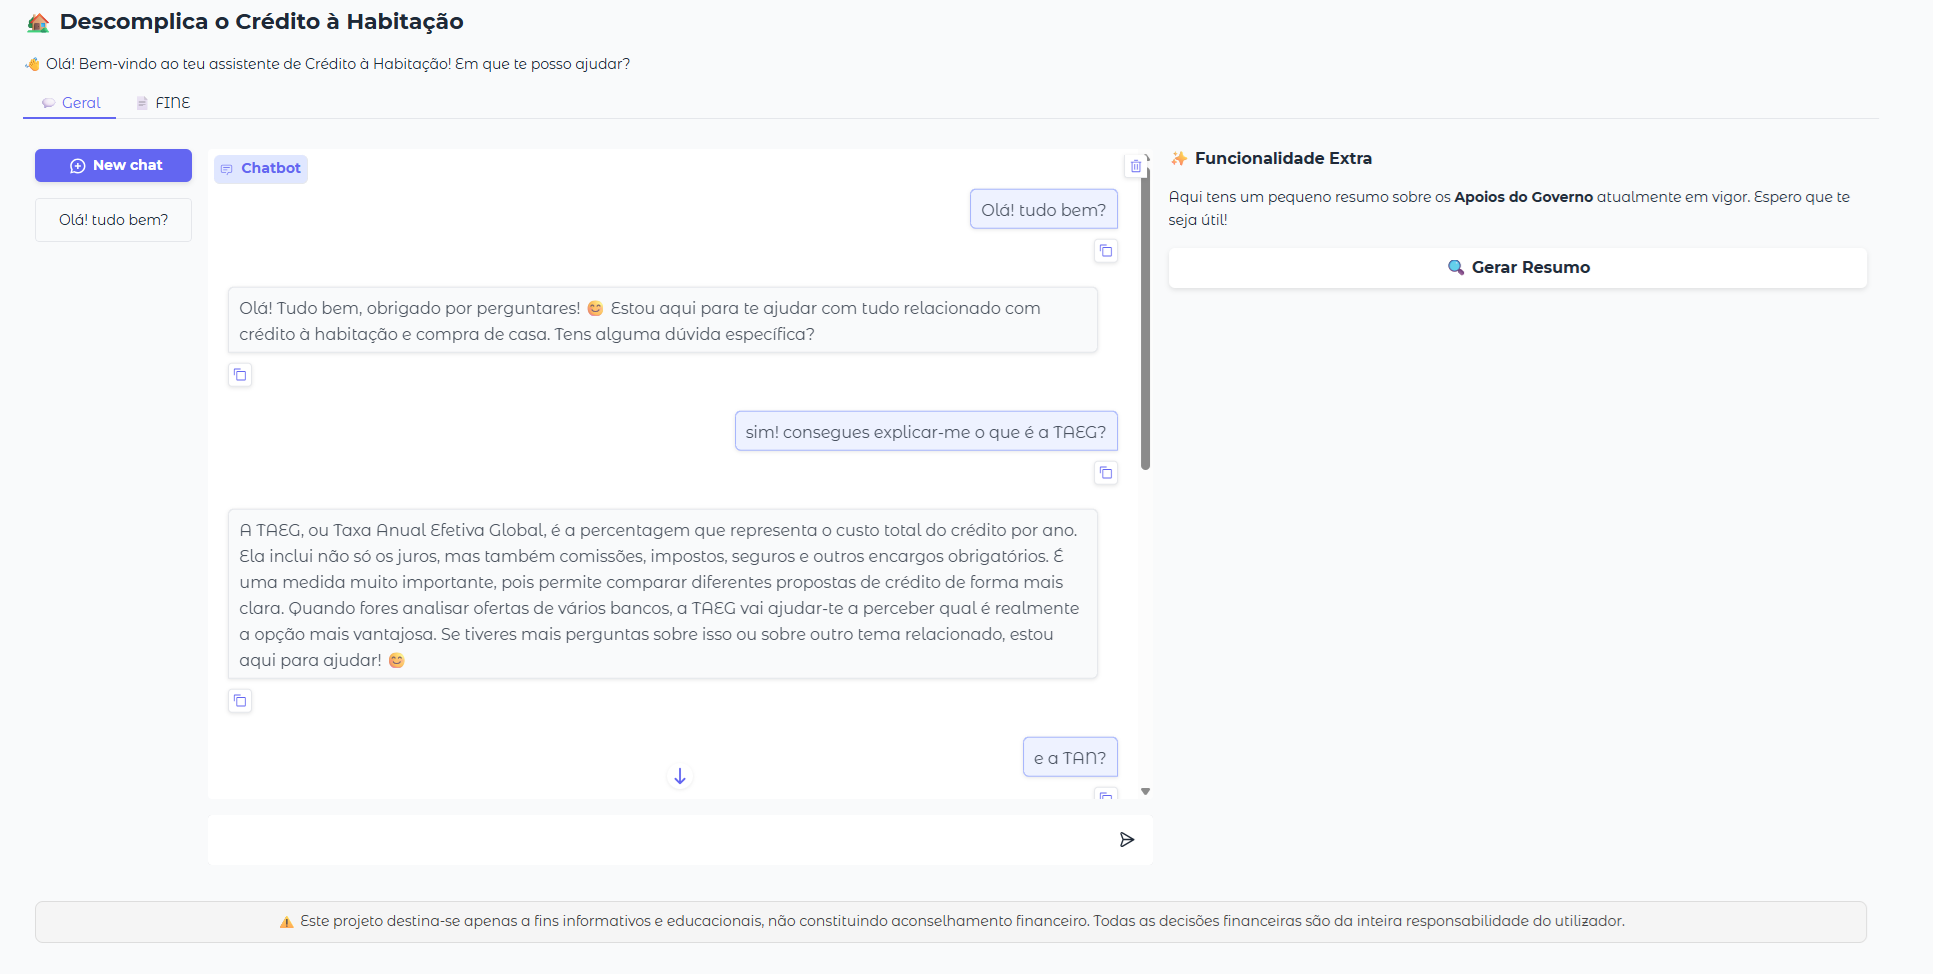 Descomplica o Crédito à Habitação
Olá! Bem-vindo ao teu assistente de Crédito à Habitação! Em que te posso ajudar?
Geral
FINE
New chat
Olá! tudo bem?
Chatbot
Olá! tudo bem?
Olá! Tudo bem, obrigado por perguntares! 😊 Estou aqui para te ajudar com tudo relacionado com
crédito à habitação e compra de casa. Tens alguma dúvida específica?
sim! consegues explicar-me o que é a TAEG?
A TAEG, ou Taxa Anual Efetiva Global, é a percentagem que representa o custo total do crédito por ano.
Ela inclui não só os juros, mas também comissões, impostos, seguros e outros encargos obrigatórios. É
uma medida muito importante, pois permite comparar diferentes propostas de crédito de forma mais
clara. Quando fores analisar ofertas de vários bancos, a TAEG vai ajudar-te a perceber qual é realmente
a opção mais vantajosa. Se tiveres mais perguntas sobre isso ou sobre outro tema relacionado, estou
aqui para ajudar! 😊
e a TAN?
Funcionalidade Extra
Aqui tens um pequeno resumo sobre os Apoios do Governo atualmente em vigor. Espero que te
seja útil!
Gerar Resumo
Este projeto destina-se apenas a fins informativos e educacionais, não constituindo aconselhamento financeiro. Todas as decisões financeiras são da inteira responsabilidade do utilizador.